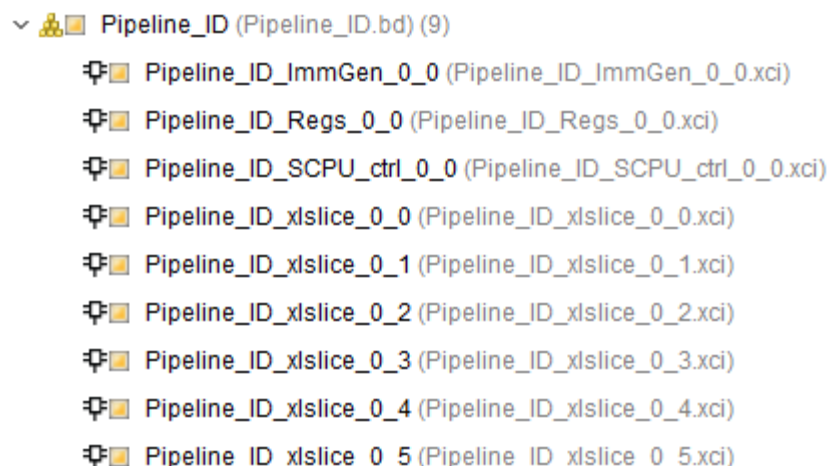 Pipeline_ID (Pipeline_ID.bd) (9)
Pipeline_ID_ImmGen_0_0 (Pipeline_ID_ImmGen_0_0.xci)
Pipeline_ID_Regs_0_0 (Pipeline_ID_Regs_0_0.xci)
Pipeline_ID_SCPU_ctrl_0_0 (Pipeline_ID_SCPU_ctrl_0_0.xci)
Pipeline_ID_xlslice_0_0 (Pipeline_ID_xlslice_0_0.xci)
Pipeline_ID_xlslice_0_1 (Pipeline_ID_xlslice_0_1.xci)
Pipeline_ID_xlslice_0_2 (Pipeline_ID_xlslice_0_2.xci)
Pipeline_ID_xlslice_0_3 (Pipeline_ID_xlslice_0_3.xci)
Pipeline_ID_xlslice_0_4 (Pipeline_ID_xlslice_0_4.xci)
Pipeline_ID_xlslice_0_5 (Pipeline_ID_xlslice_0_5.xci)